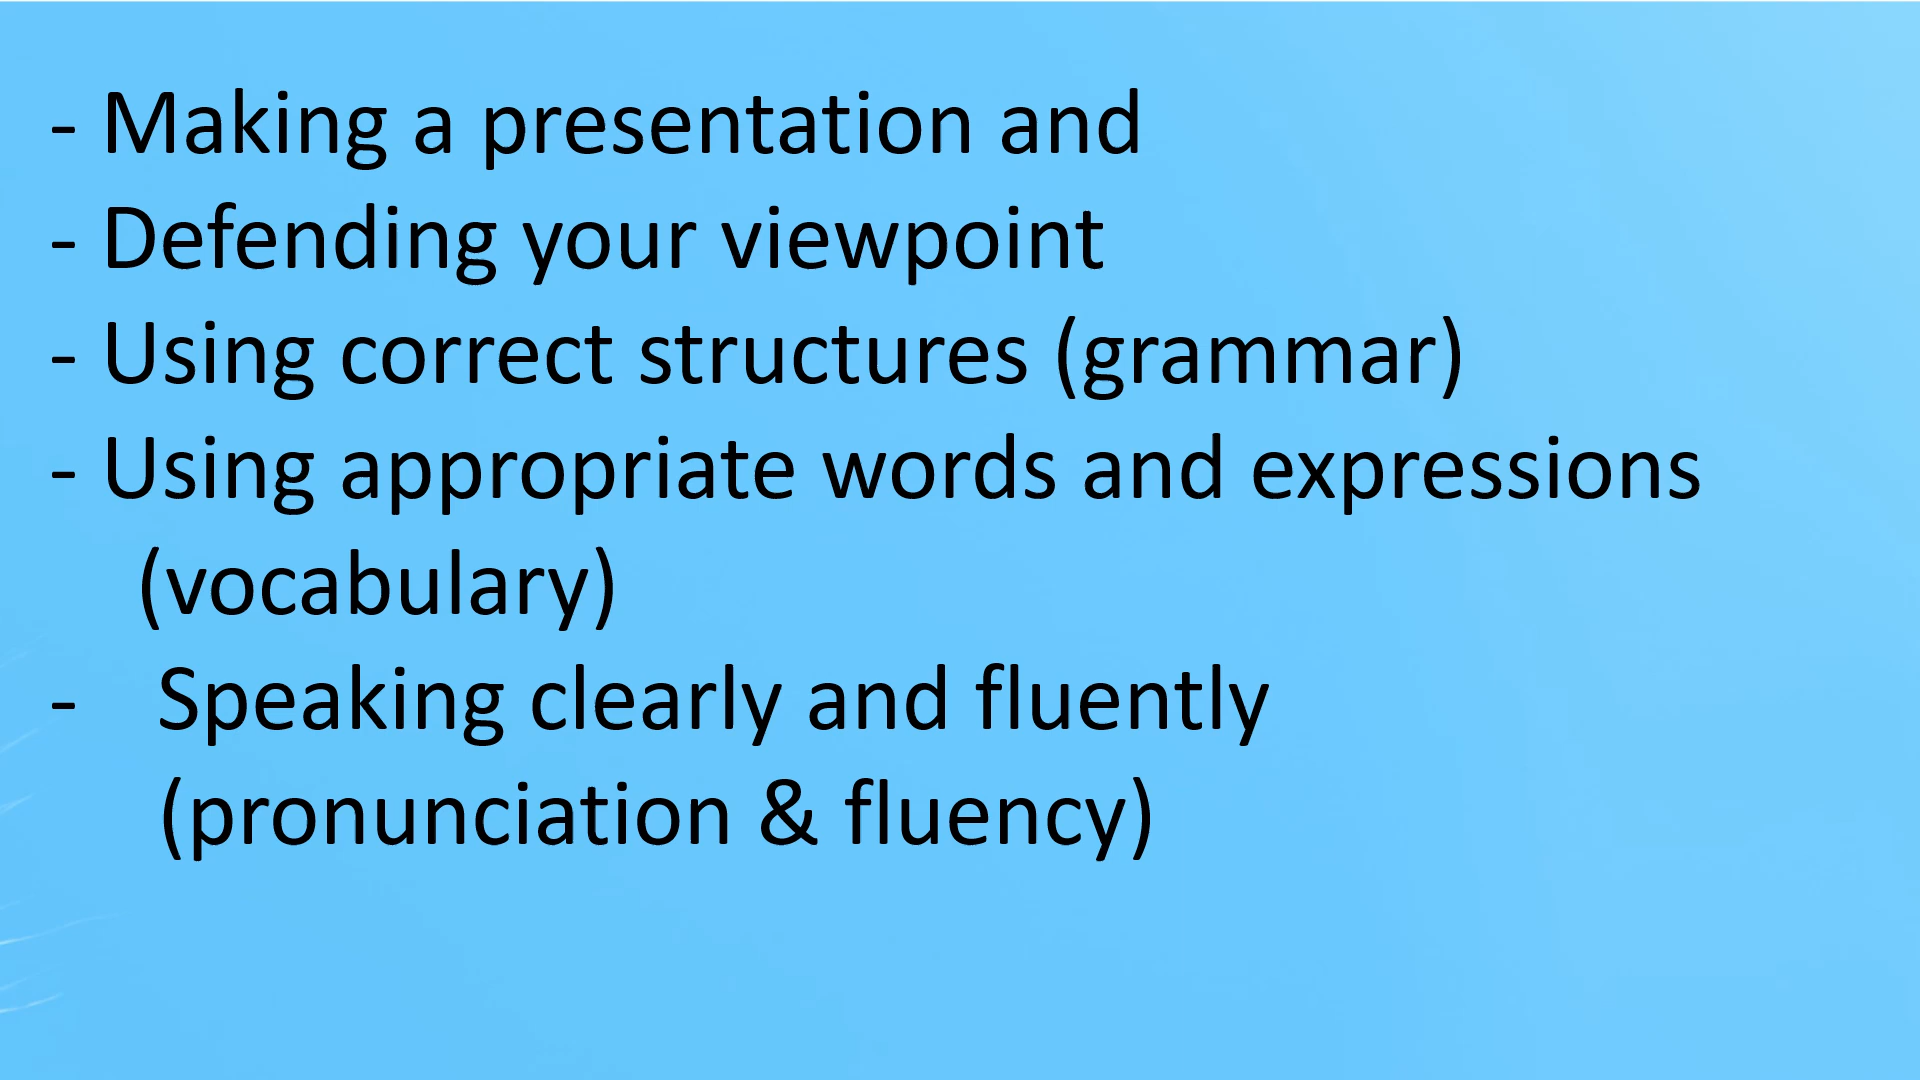 - Making a presentation and
- Defending your viewpoint
- Using correct structures (grammar)
- Using appropriate words and expressions
(vocabulary)
- Speaking clearly and fluently
(pronunciation & fluency)